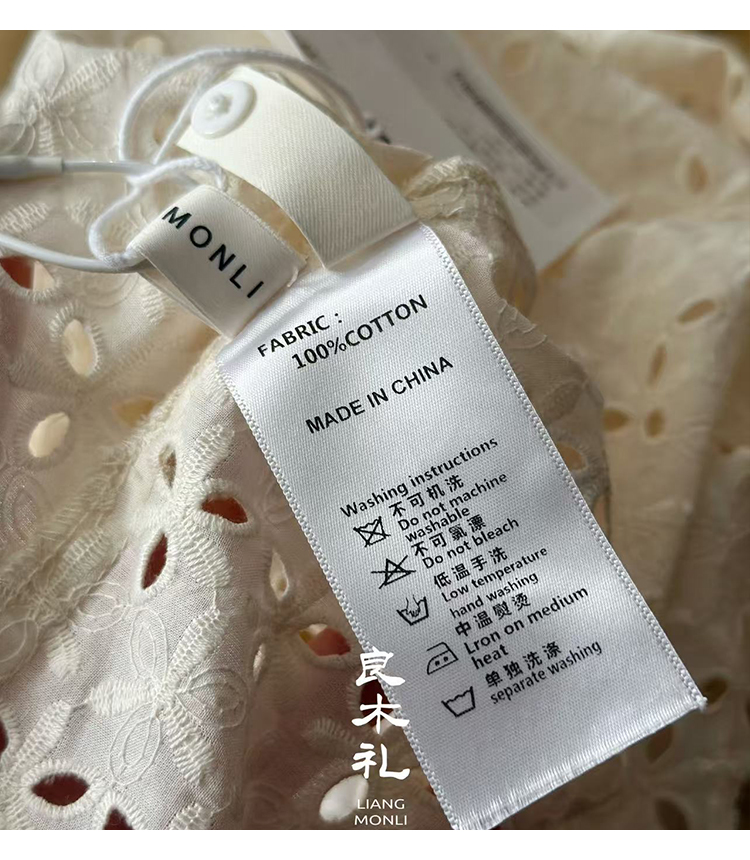 MONLI
FABRIC：
100%COTTON
MADE IN CHINA
Washing instructions
不可机洗
Do not machine
washable
不可氯漂
Do not bleach
低温手洗
Low temperature
hand washing
中温熨烫
Lron on medium
heat
单独洗涤
separate washing
良
木
礼
LIANG
MONLI